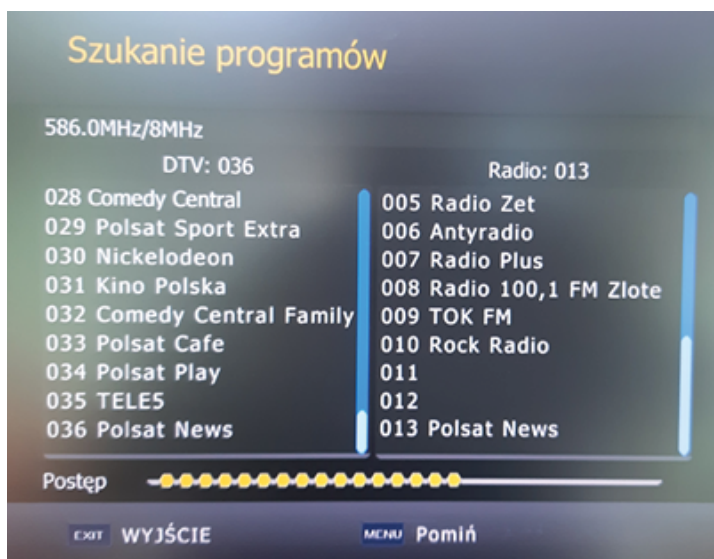 Szukanie programów
586.0MHz/8MHz
DTV: 036
028 Comedy Central
029 Polsat Sport Extra
030 Nickelodeon
031 Kino Polska
032 Comedy Central Family
033 Polsat Cafe
034 Polsat Play
035 TELE5
036 Polsat News
Radio: 013
005 Radio Zet
006 Antyradio
007 Radio Plus
008 Radio 100,1 FM Zlote
009 TOK FM
010 Rock Radio
011
012
013 Polsat News
Postęp
EXIT WYJŚCIE
MENU Pomiń